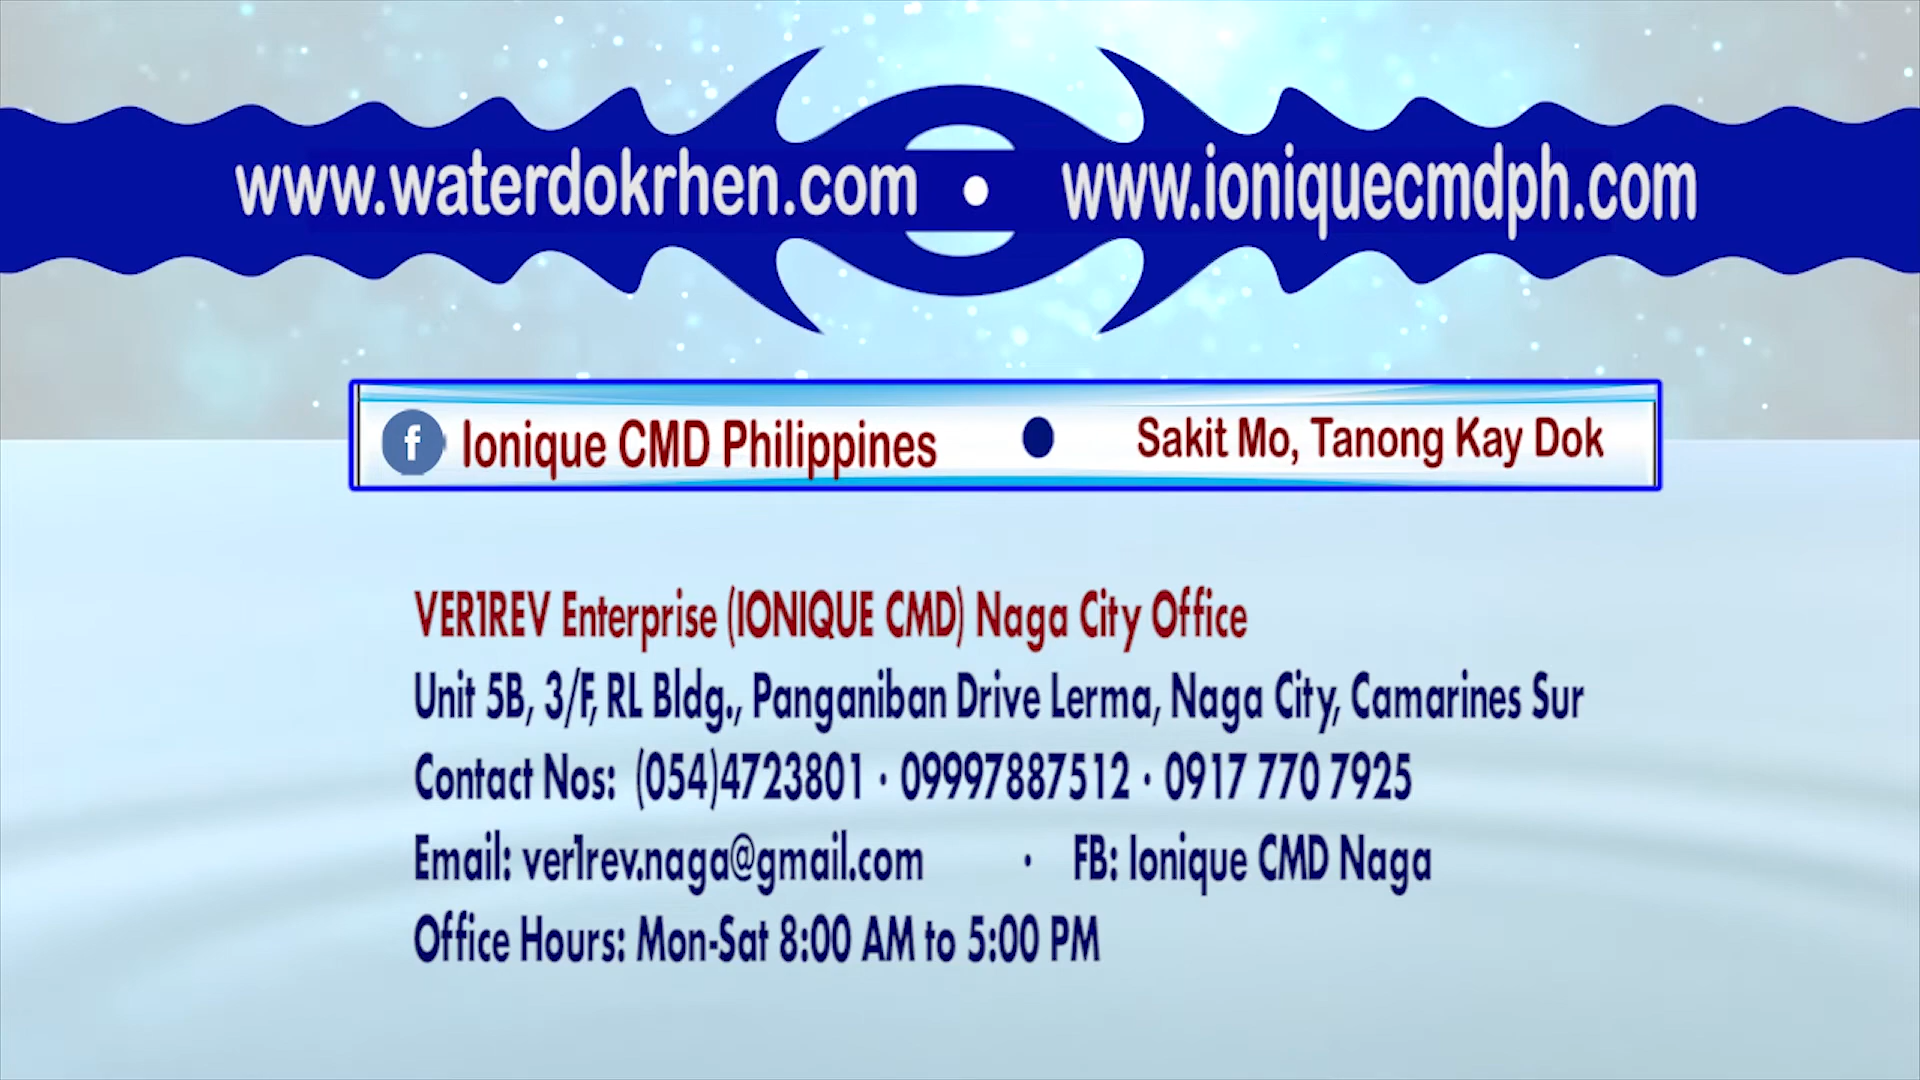 www.waterdokrhen.com • www.ioniquecmdph.com
f Ionique CMD Philippines • Sakit Mo, Tanong Kay Dok
VER1REV Enterprise (IONIQUE CMD) Naga City Office
Unit 5B, 3/F, RL Bldg., Panganiban Drive Lerma, Naga City, Camarines Sur
Contact Nos: (054)4723801 · 09997887512 · 0917 770 7925
Email: ver1rev.naga@gmail.com · FB: Ionique CMD Naga
Office Hours: Mon-Sat 8:00 AM to 5:00 PM